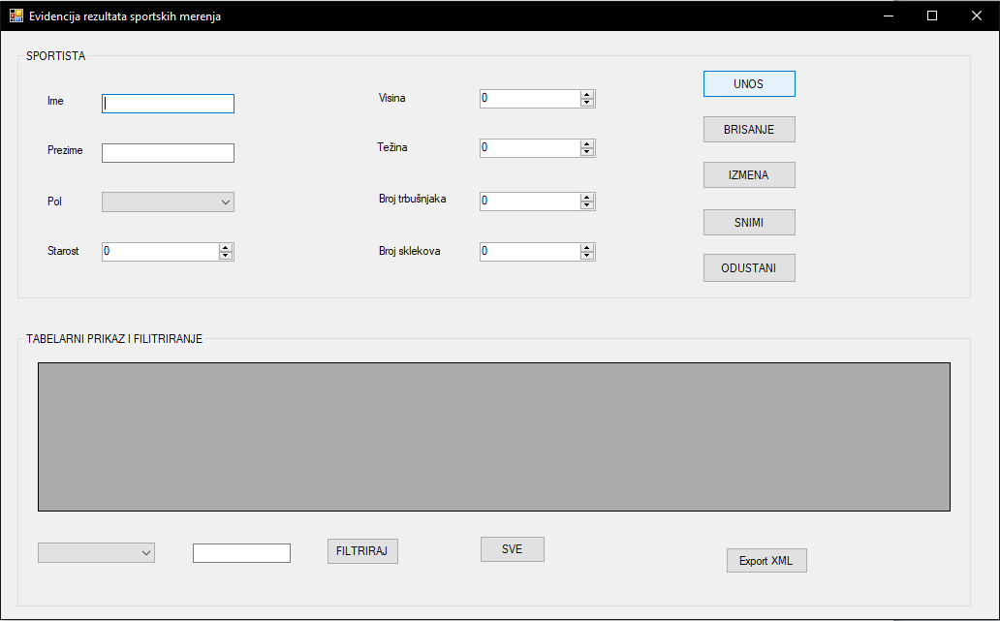 Evidencija rezultata sportskih merenja
SPORTISTA
Ime
Prezime
Pol
Starost 0
Visina 0
Težina 0
Broj trbušnjaka 0
Broj sklekova 0
UNOS
BRISANJE
IZMENA
SNIMI
ODUSTANI
TABELARNI PRIKAZ I FILITRIRANJE
FILTRIRAJ
SVE
Export XML